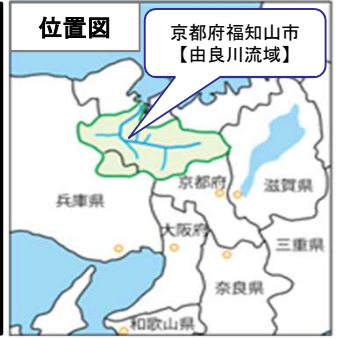 位置図
京都府福知山市
【由良川流域】
京都府
滋賀県
兵庫県
大阪府
三重県
奈良県
和歌山県